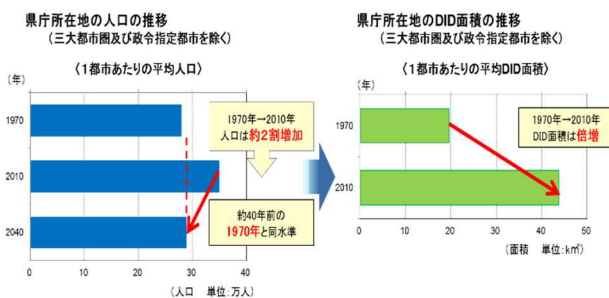 県庁所在地の人口の推移
（三大都市圏及び政令指定都市を除く）
〈1都市あたりの平均人口〉
（年）
1970
2010
2040
0
10
20
30
40
（人口　単位：万人）
1970年→2010年
人口は約2割増加
約40年前の
1970年と同水準
県庁所在地のDID面積の推移
（三大都市圏及び政令指定都市を除く）
〈1都市あたりの平均DID面積〉
（年）
1970
2010
0
10
20
30
40
50
（面積　単位：k㎡）
1970年→2010年
DID面積は倍増